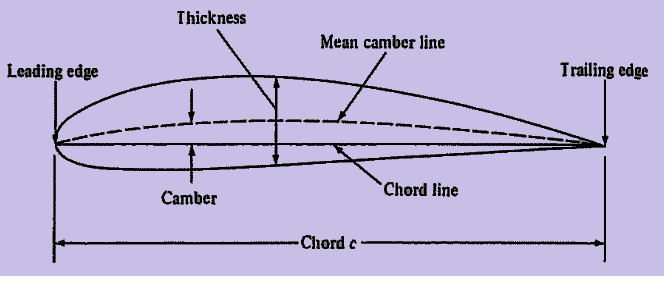 Thickness
Mean camber line
Leading edge
Trailing edge
Camber
Chord line
Chord c